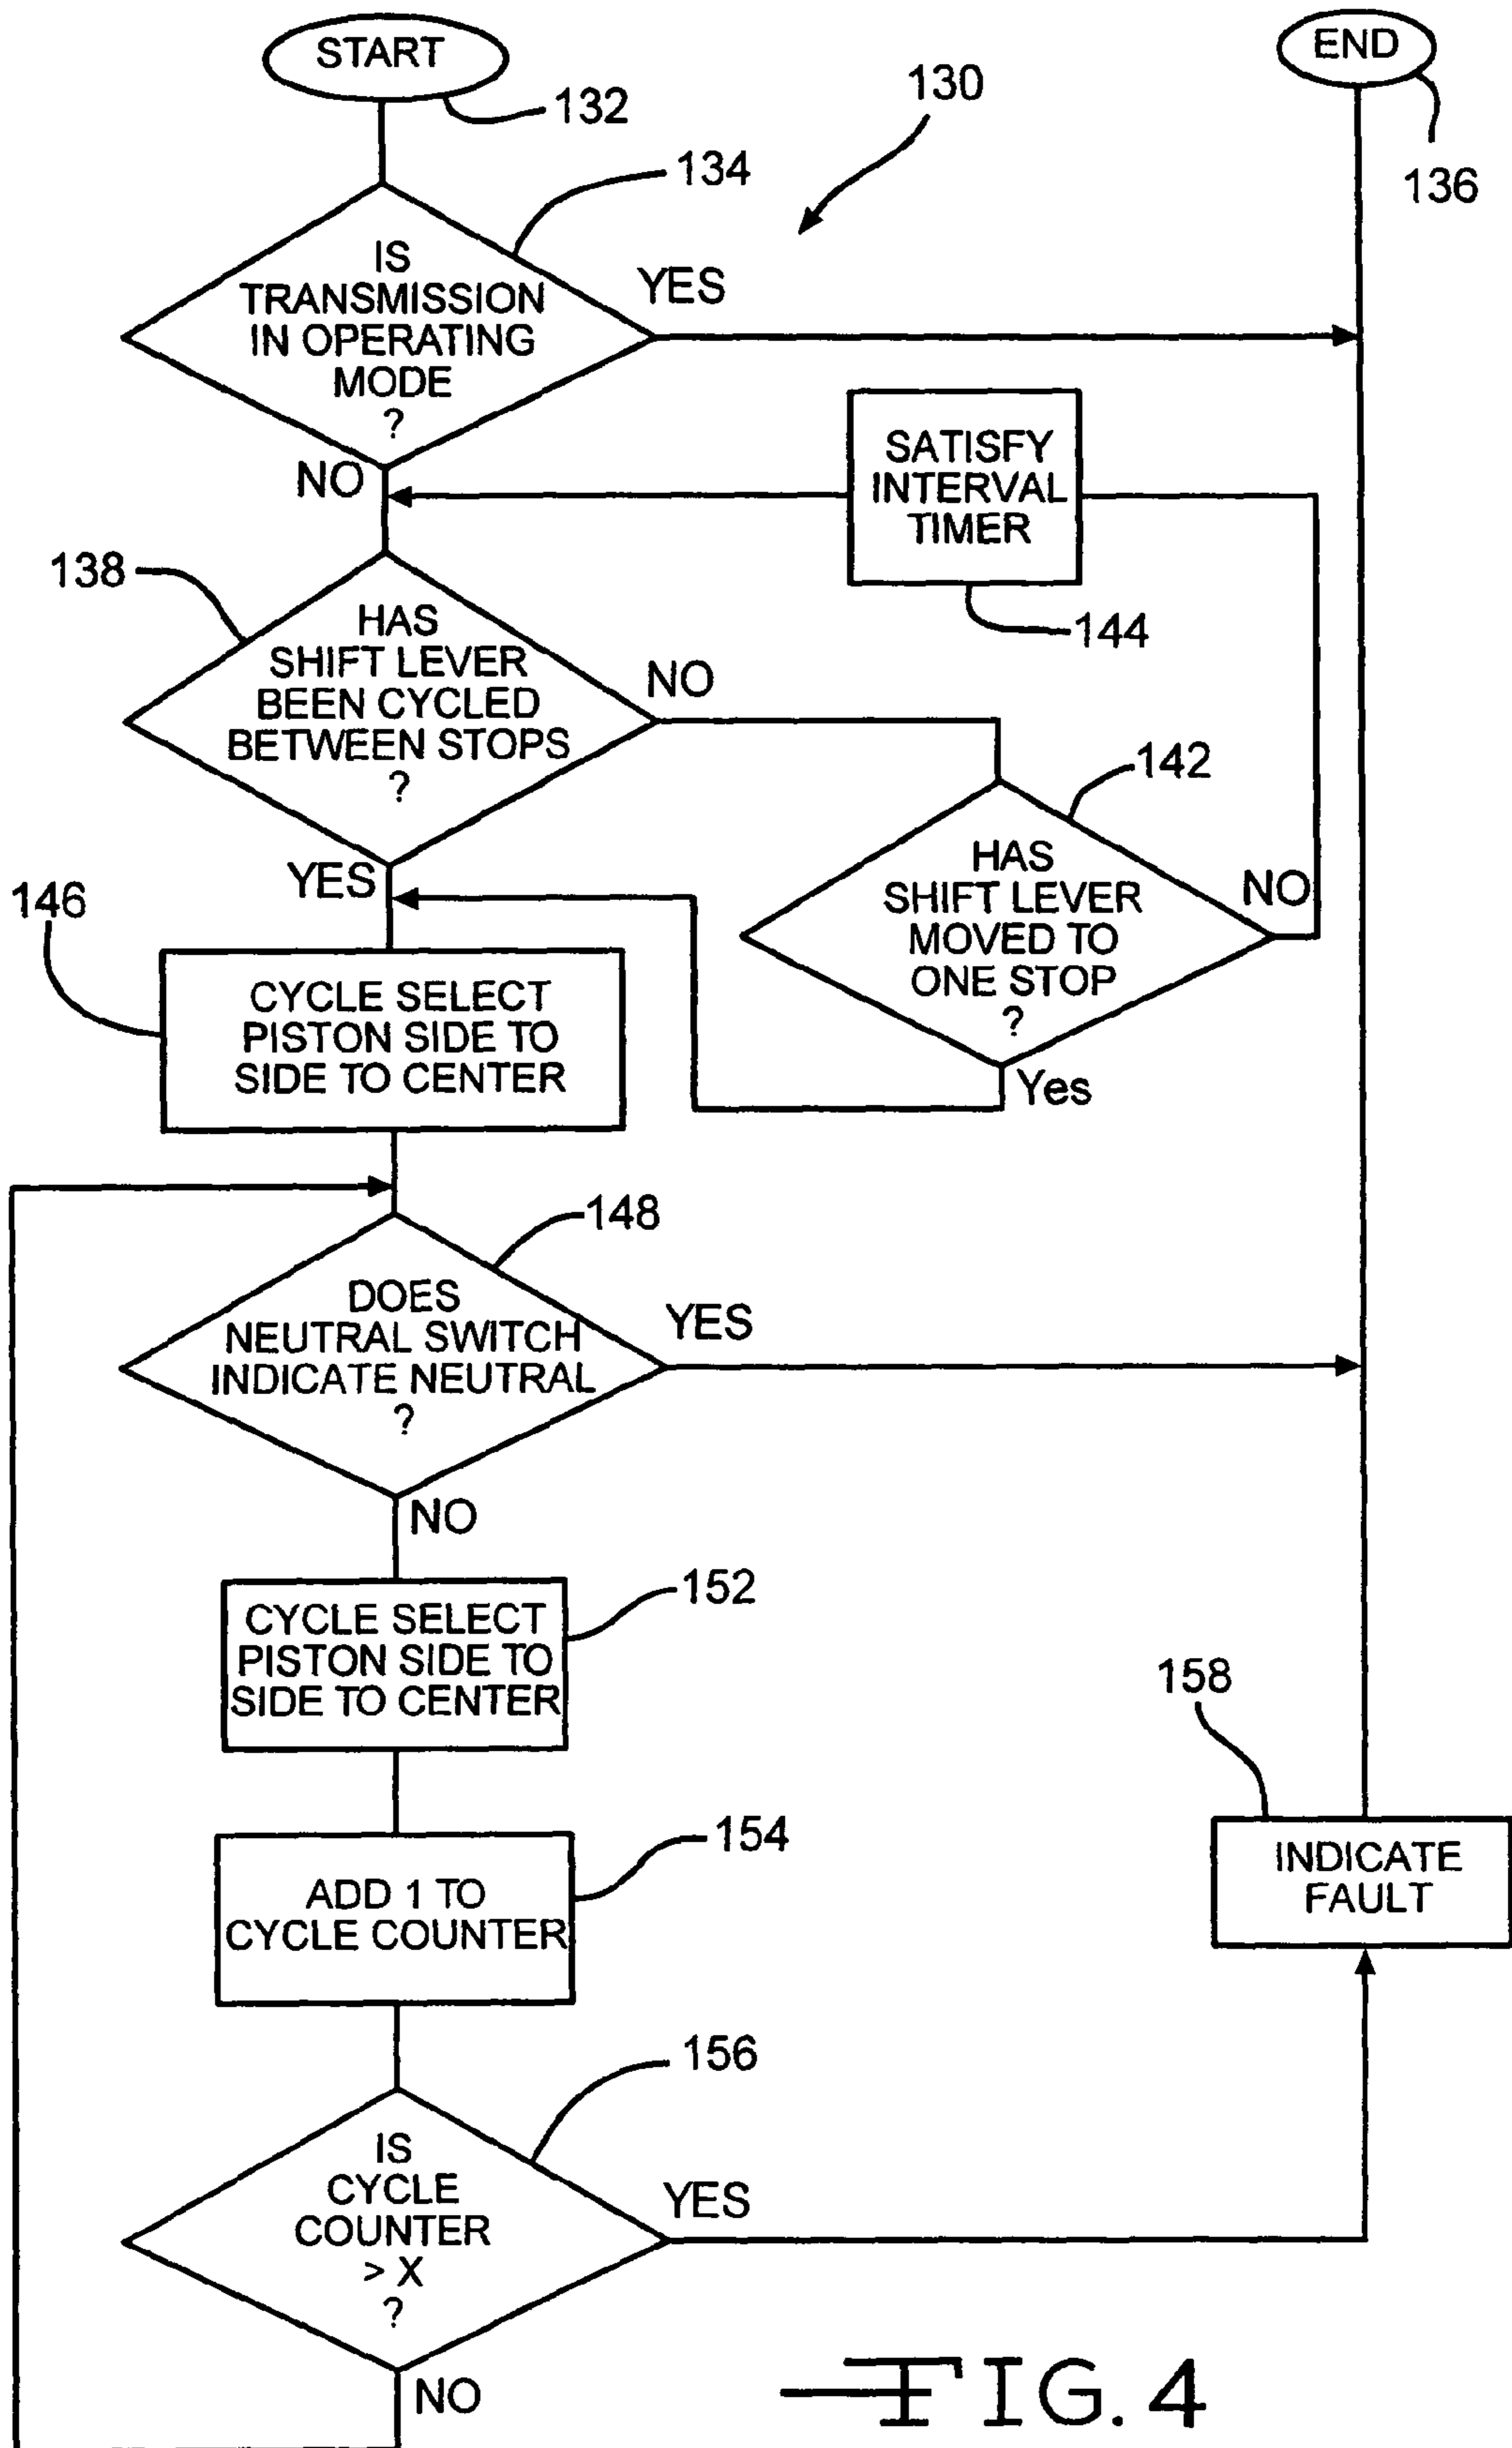 START
END
132
130
136
134
IS
TRANSMISSION
IN OPERATING
MODE
?
YES
NO
SATISFY
INTERVAL
TIMER
144
138
HAS
SHIFT LEVER
BEEN CYCLED
BETWEEN STOPS
?
NO
YES
142
HAS
SHIFT LEVER
MOVED TO
ONE STOP
?
NO
Yes
146
CYCLE SELECT
PISTON SIDE TO
SIDE TO CENTER
148
DOES
NEUTRAL SWITCH
INDICATE NEUTRAL
?
YES
NO
152
CYCLE SELECT
PISTON SIDE TO
SIDE TO CENTER
154
ADD 1 TO
CYCLE COUNTER
158
INDICATE
FAULT
156
IS
CYCLE
COUNTER
> X
?
YES
NO
FIG. 4